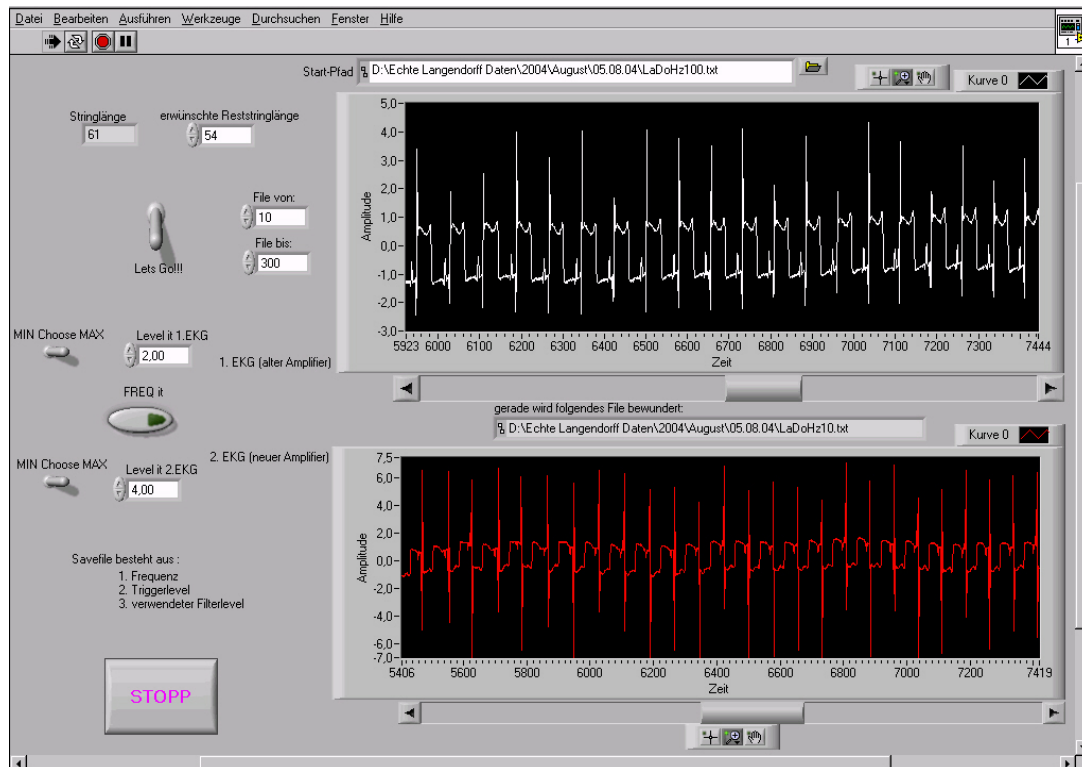 Datei Bearbeiten Ausführen Werkzeuge Durchsuchen Fenster Hilfe
1
Start-Pfad D:\Echte Langendorff Daten\2004\August\05.08.04\LaDoHz100.txt
Kurve 0
Stringlänge
61
erwünschte Reststringlänge
54
File von:
10
File bis:
300
Lets Go!!!
MIN Choose MAX
Level it 1.EKG
2,00
1. EKG (alter Amplifier)
FREQ it
Amplitude
5,0
4,0
3,0
2,0
1,0
0,0
-1,0
-2,0
-3,0
5923 6000 6100 6200 6300 6400 6500 6600 6700 6800 6900 7000 7100 7200 7300 7444
Zeit
gerade wird folgendes File bewundert:
D:\Echte Langendorff Daten\2004\August\05.08.04\LaDoHz10.txt
Kurve 0
2. EKG (neuer Amplifier)
MIN Choose MAX
Level it 2.EKG
4,00
Amplitude
7,5
6,0
4,0
2,0
0,0
-2,0
-4,0
-6,0
-7,0
5406 5600 5800 6000 6200 6400 6600 6800 7000 7200 7419
Zeit
Savefile besteht aus :
1. Frequenz
2. Triggerlevel
3. verwendeter Filterlevel
STOPP